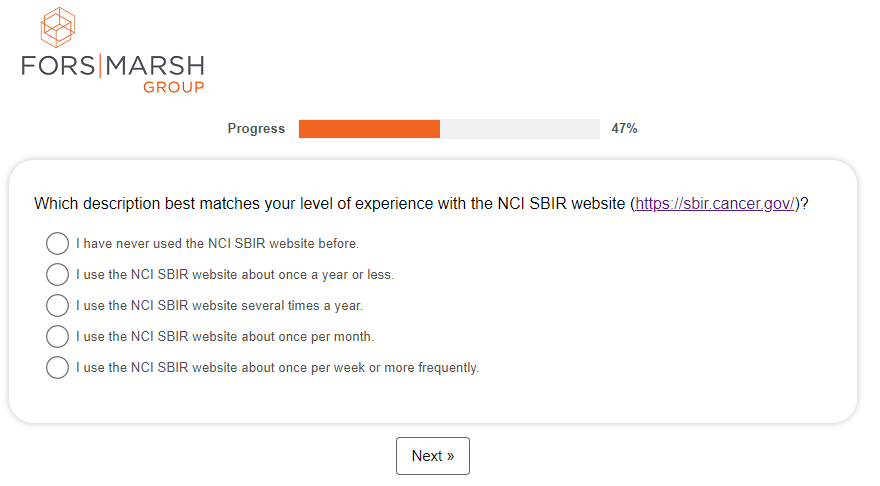 FORS|MARSH
GROUP
Progress 47%
Which description best matches your level of experience with the NCI SBIR website (https://sbir.cancer.gov/)?
I have never used the NCI SBIR website before.
I use the NCI SBIR website about once a year or less.
I use the NCI SBIR website several times a year.
I use the NCI SBIR website about once per month.
I use the NCI SBIR website about once per week or more frequently.
Next »